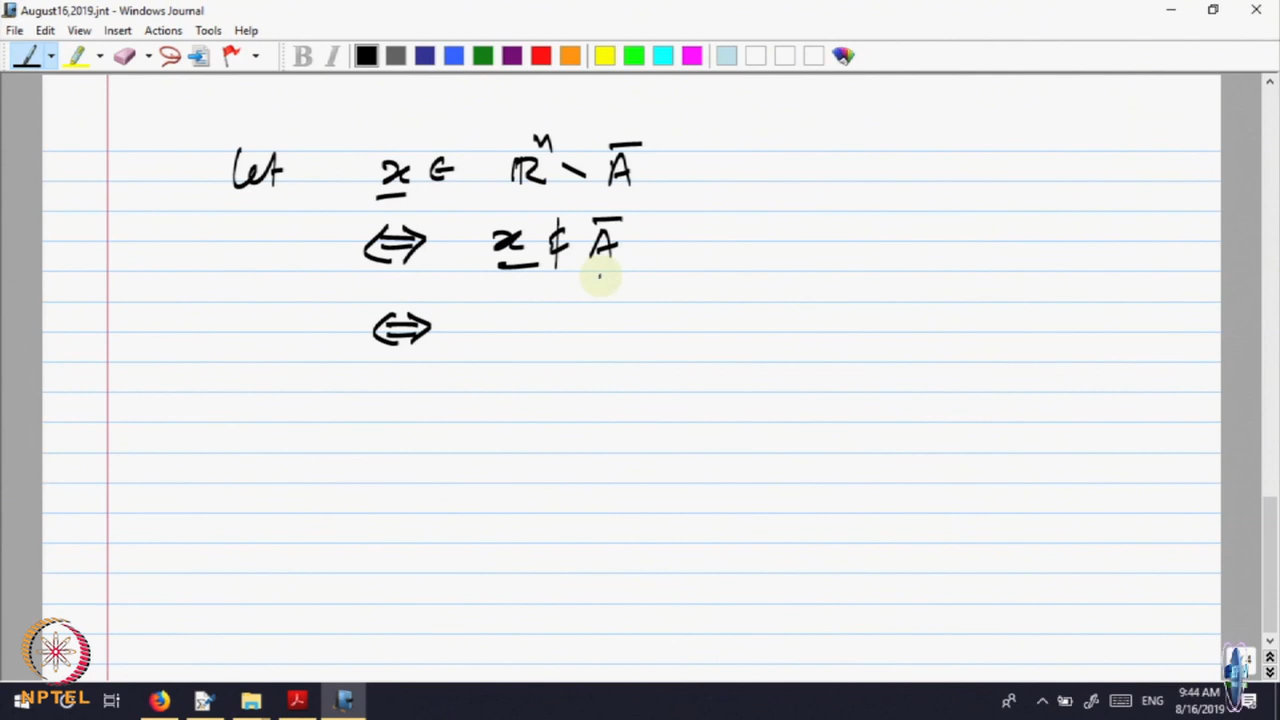 August16,2019.jnt - Windows Journal
File Edit View Insert Actions Tools Help
B I
Let x ∈ ℝⁿ \ A̅
⇔ x ∉ A̅
⇔
NPTEL
ENG
9:44 AM
8/16/2019